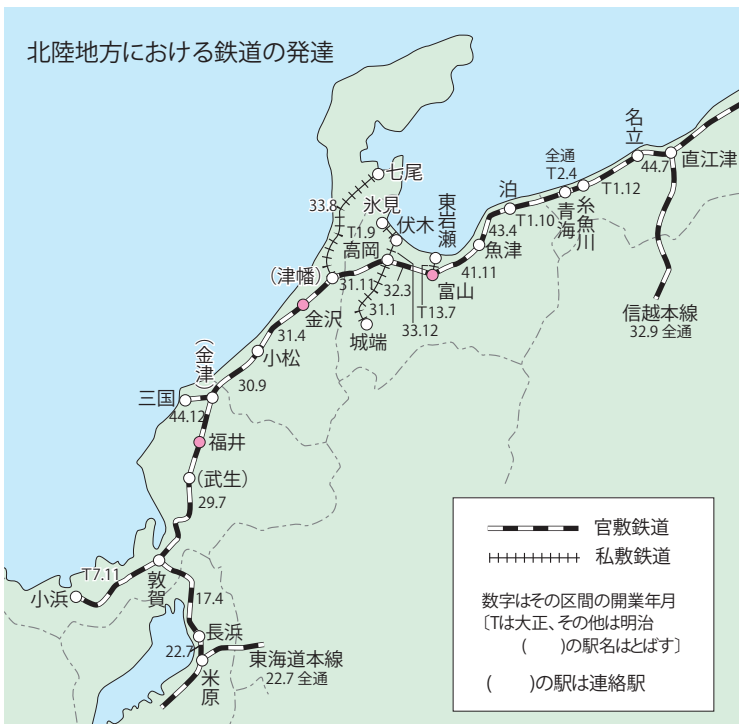 北陸地方における鉄道の発達
名立
直江津
44.7
全通
T2.4
T1.12
糸魚川
青海
泊
T1.10
七尾
33.8
氷見
T1.9
伏木
東岩瀬
43.4
魚津
高岡
41.11
(津幡)
31.11
32.3
富山
T13.7
信越本線
32.9 全通
金沢
31.1
33.12
城端
31.4
小松
(金津)
30.9
三国
44.12
福井
(武生)
29.7
T7.11
敦賀
小浜
17.4
長浜
22.7
東海道本線
22.7 全通
米原
官敷鉄道
私敷鉄道
数字はその区間の開業年月
〔Tは大正、その他は明治
(　　)の駅名はとばす〕
(　　)の駅は連絡駅